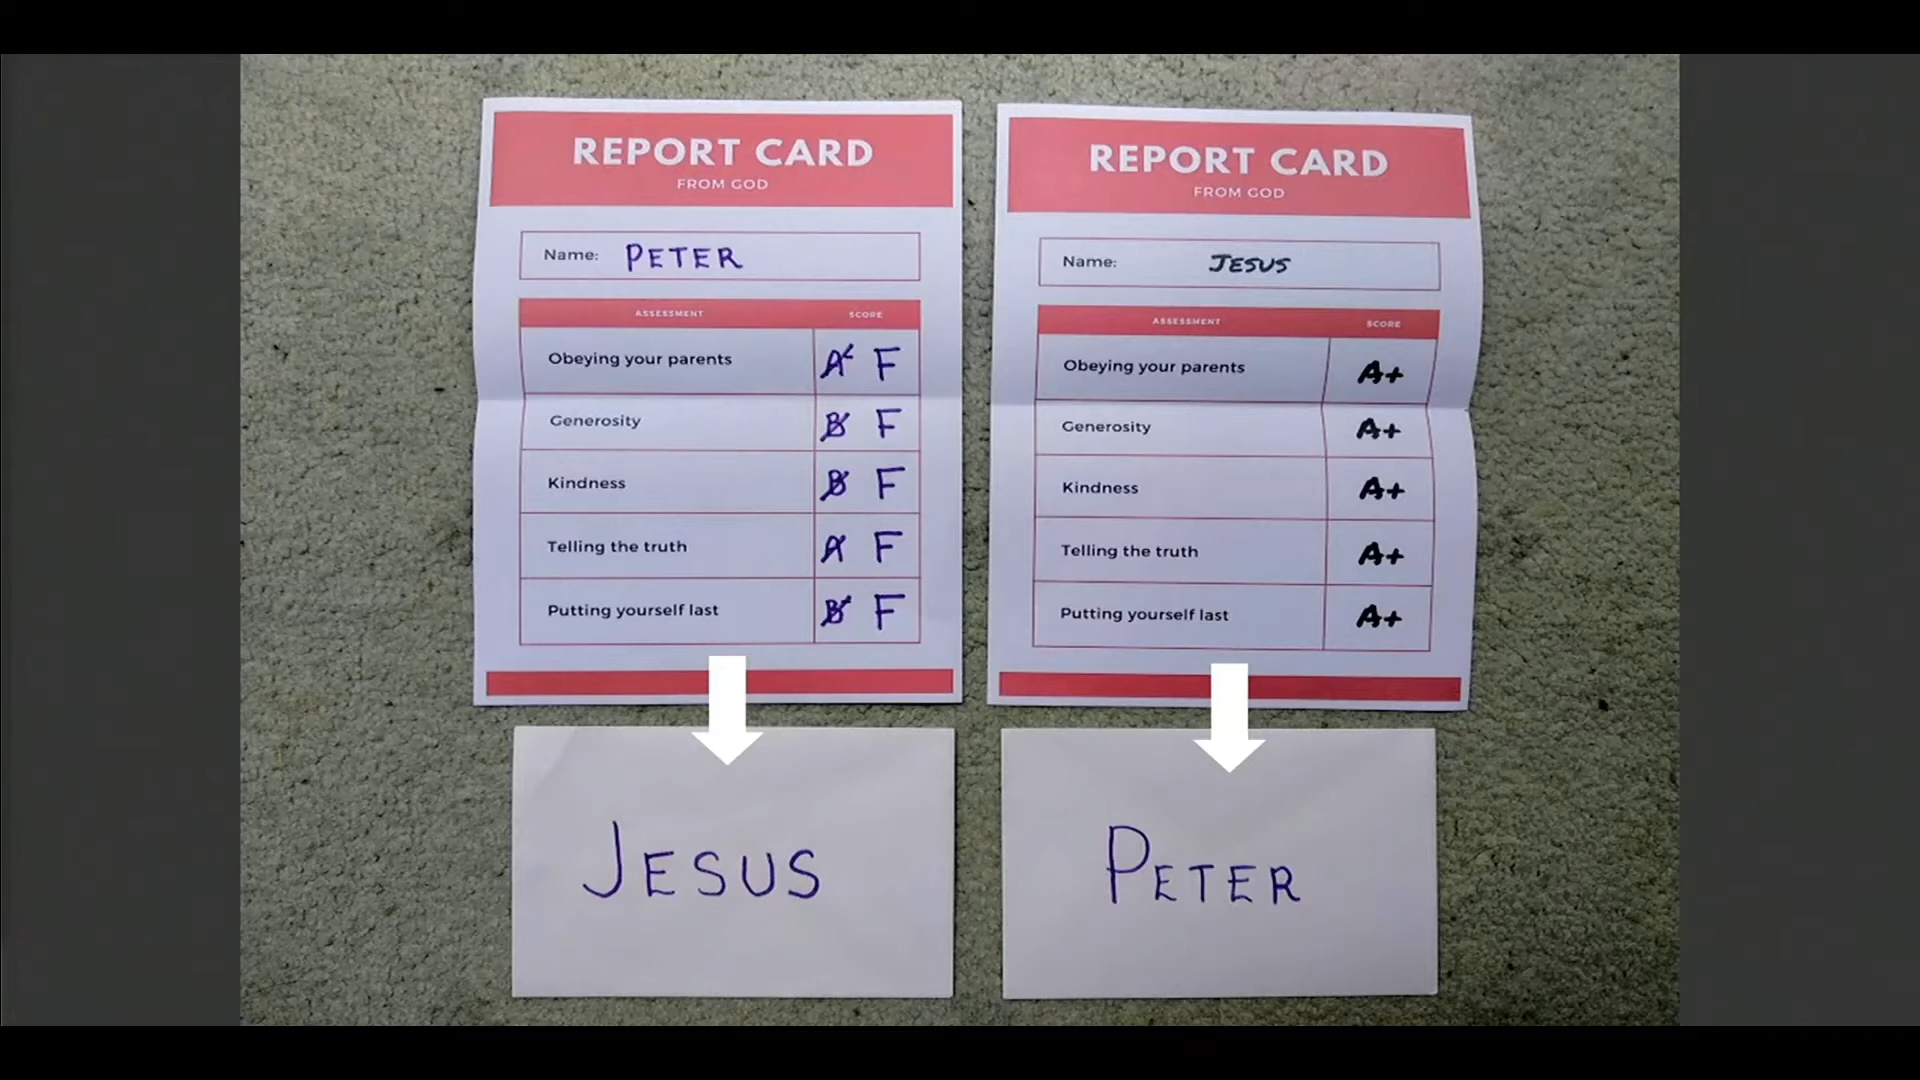 REPORT CARD
FROM GOD
Name: PETER
ASSESSMENT SCORE
Obeying your parents A F
Generosity B F
Kindness B F
Telling the truth A F
Putting yourself last B F
JESUS
REPORT CARD
FROM GOD
Name: JESUS
ASSESSMENT SCORE
Obeying your parents A+
Generosity A+
Kindness A+
Telling the truth A+
Putting yourself last A+
PETER